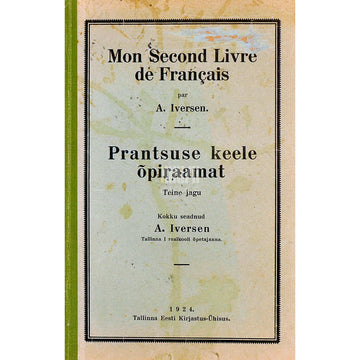 Mon Second Livre
de Français
par
A. Iversen.
Prantsuse keele
õpiraamat
Teine jagu
Kokku seadnud
A. Iversen
Tallinna I reaalkooli õpetajanna.
1924.
Tallinna Eesti Kirjastus-Ühisus.